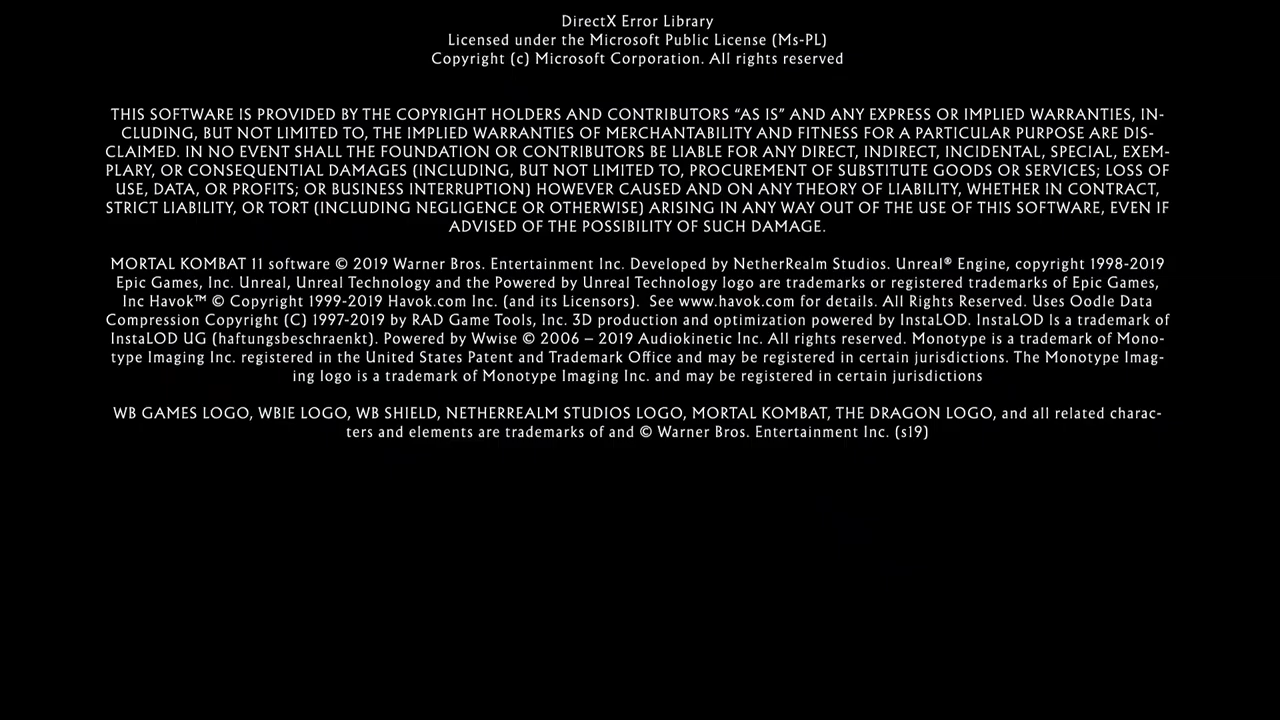 DirectX Error Library
Licensed under the Microsoft Public License (Ms-PL)
Copyright (c) Microsoft Corporation. All rights reserved
THIS SOFTWARE IS PROVIDED BY THE COPYRIGHT HOLDERS AND CONTRIBUTORS “AS IS” AND ANY EXPRESS OR IMPLIED WARRANTIES, IN-
CLUDING, BUT NOT LIMITED TO, THE IMPLIED WARRANTIES OF MERCHANTABILITY AND FITNESS FOR A PARTICULAR PURPOSE ARE DIS-
CLAIMED. IN NO EVENT SHALL THE FOUNDATION OR CONTRIBUTORS BE LIABLE FOR ANY DIRECT, INDIRECT, INCIDENTAL, SPECIAL, EXEM-
PLARY, OR CONSEQUENTIAL DAMAGES (INCLUDING, BUT NOT LIMITED TO, PROCUREMENT OF SUBSTITUTE GOODS OR SERVICES; LOSS OF
USE, DATA, OR PROFITS; OR BUSINESS INTERRUPTION) HOWEVER CAUSED AND ON ANY THEORY OF LIABILITY, WHETHER IN CONTRACT,
STRICT LIABILITY, OR TORT (INCLUDING NEGLIGENCE OR OTHERWISE) ARISING IN ANY WAY OUT OF THE USE OF THIS SOFTWARE, EVEN IF
ADVISED OF THE POSSIBILITY OF SUCH DAMAGE.
MORTAL KOMBAT 11 software © 2019 Warner Bros. Entertainment Inc. Developed by NetherRealm Studios. Unreal® Engine, copyright 1998-2019
Epic Games, Inc. Unreal, Unreal Technology and the Powered by Unreal Technology logo are trademarks or registered trademarks of Epic Games,
Inc Havok™ © Copyright 1999-2019 Havok.com Inc. (and its Licensors). See www.havok.com for details. All Rights Reserved. Uses Oodle Data
Compression Copyright (C) 1997-2019 by RAD Game Tools, Inc. 3D production and optimization powered by InstaLOD. InstaLOD Is a trademark of
InstaLOD UG (haftungsbeschraenkt). Powered by Wwise © 2006 – 2019 Audiokinetic Inc. All rights reserved. Monotype is a trademark of Mono-
type Imaging Inc. registered in the United States Patent and Trademark Office and may be registered in certain jurisdictions. The Monotype Imag-
ing logo is a trademark of Monotype Imaging Inc. and may be registered in certain jurisdictions
WB GAMES LOGO, WBIE LOGO, WB SHIELD, NETHERREALM STUDIOS LOGO, MORTAL KOMBAT, THE DRAGON LOGO, and all related charac-
ters and elements are trademarks of and © Warner Bros. Entertainment Inc. (s19)